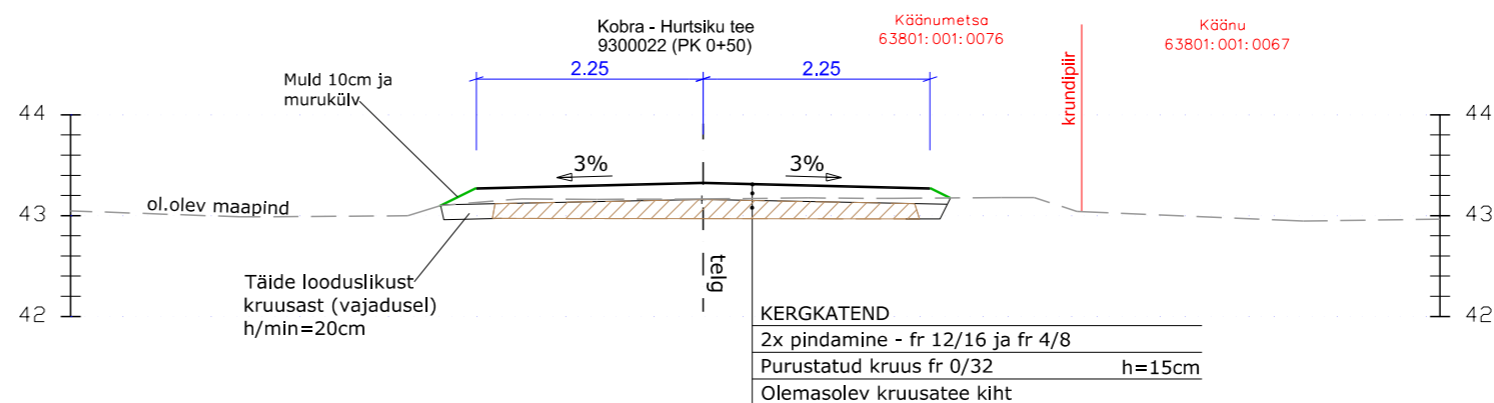 Kobra - Hurtsiku tee
9300022 (PK 0+50)
Käänumetsa
63801:001:0076
Käänu
63801:001:0067
2.25
2.25
Muld 10cm ja
murukülv
krundipiir
44
44
3%
3%
ol.olev maapind
43
43
telg
Täide looduslikust
kruusast (vajadusel)
h/min=20cm
42
42
KERGKATEND
2x pindamine - fr 12/16 ja fr 4/8
Purustatud kruus fr 0/32 h=15cm
Olemasolev kruusatee kiht